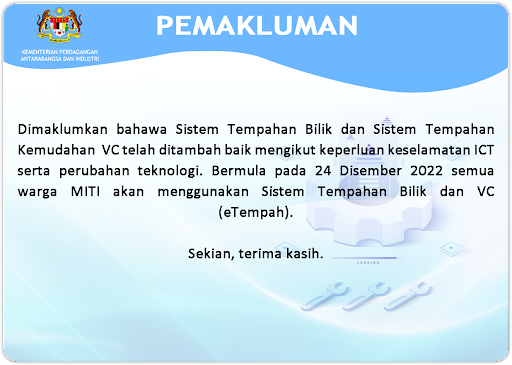 PEMAKLUMAN
KEMENTERIAN PERDAGANGAN
ANTARABANGSA DAN INDUSTRI
Dimaklumkan bahawa Sistem Tempahan Bilik dan Sistem Tempahan
Kemudahan VC telah ditambah baik mengikut keperluan keselamatan ICT
serta perubahan teknologi. Bermula pada 24 Disember 2022 semua
warga MITI akan menggunakan Sistem Tempahan Bilik dan VC
(eTempah).
Sekian, terima kasih.
LOADING